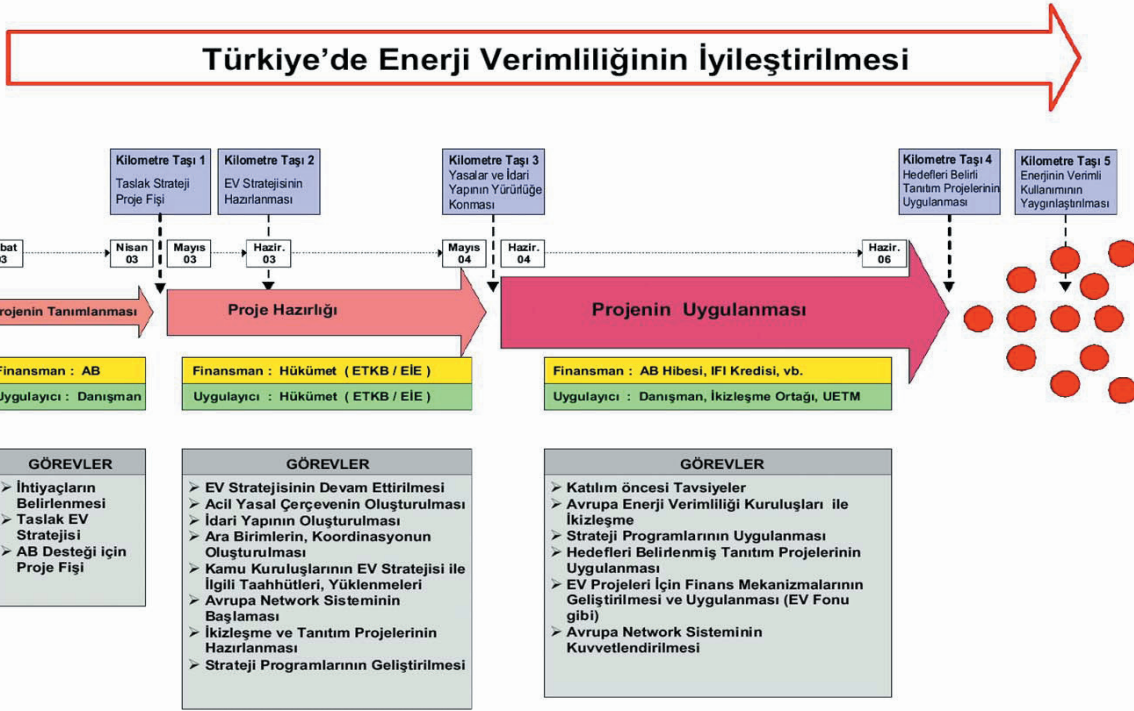 Türkiye’de Enerji Verimliliğinin İyileştirilmesi
Kilometre Taşı 1
Taslak Strateji
Proje Fişi
Kilometre Taşı 2
EV Stratejisinin
Hazırlanması
Kilometre Taşı 3
Yasalar ve İdari
Yapının Yürürlüğe
Konması
Kilometre Taşı 4
Hedefleri Belirli
Tanıtım Projelerinin
Uygulanması
Kilometre Taşı 5
Enerjinin Verimli
Kullanımının
Yaygınlaştırılması
bat
03
Nisan
03
Mayıs
03
Hazir.
03
Mayıs
04
Hazir.
04
Hazir.
06
rojenin Tanımlanması
Proje Hazırlığı
Projenin Uygulanması
Finansman : AB
Uygulayıcı : Danışman
Finansman : Hükümet ( ETKB / EİE )
Uygulayıcı : Hükümet ( ETKB / EİE )
Finansman : AB Hibesi, IFI Kredisi, vb.
Uygulayıcı : Danışman, İkizleşme Ortağı, UETM
GÖREVLER
➢ İhtiyaçların
Belirlenmesi
➢ Taslak EV
Stratejisi
➢ AB Desteği için
Proje Fişi
GÖREVLER
➢ EV Stratejisinin Devam Ettirilmesi
➢ Acil Yasal Çerçevenin Oluşturulması
➢ İdari Yapının Oluşturulması
➢ Ara Birimlerin, Koordinasyonun
Oluşturulması
➢ Kamu Kuruluşlarının EV Stratejisi ile
İlgili Taahhütleri, Yüklenmeleri
➢ Avrupa Network Sisteminin
Başlaması
➢ İkizleşme ve Tanıtım Projelerinin
Hazırlanması
➢ Strateji Programlarının Geliştirilmesi
GÖREVLER
➢ Katılım öncesi Tavsiyeler
➢ Avrupa Enerji Verimliliği Kuruluşları ile
İkizleşme
➢ Strateji Programlarının Uygulanması
➢ Hedefleri Belirlenmiş Tanıtım Projelerinin
Uygulanması
➢ EV Projeleri İçin Finans Mekanizmalarının
Geliştirilmesi ve Uygulanması (EV Fonu
gibi)
➢ Avrupa Network Sisteminin
Kuvvetlendirilmesi